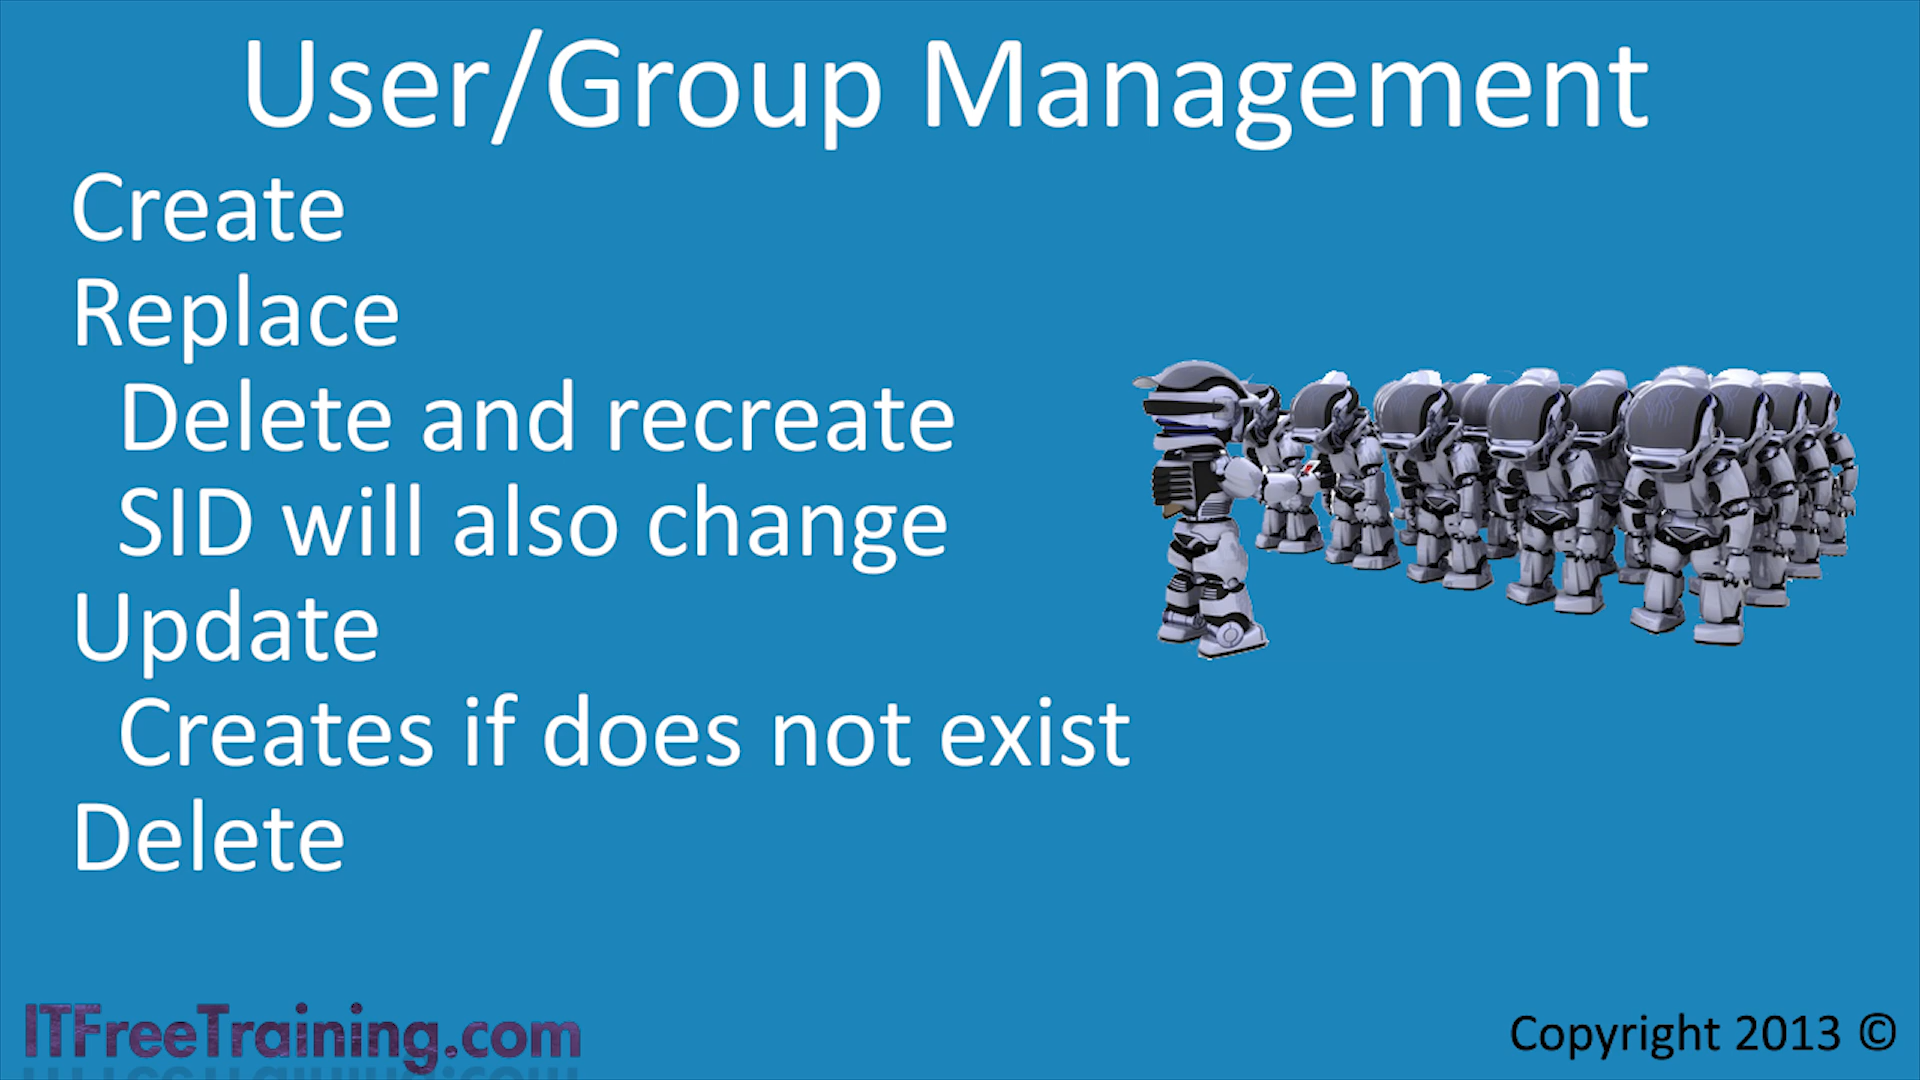 User/Group Management
Create
Replace
Delete and recreate
SID will also change
Update
Creates if does not exist
Delete
ITFreeTraining.com
Copyright 2013 ©